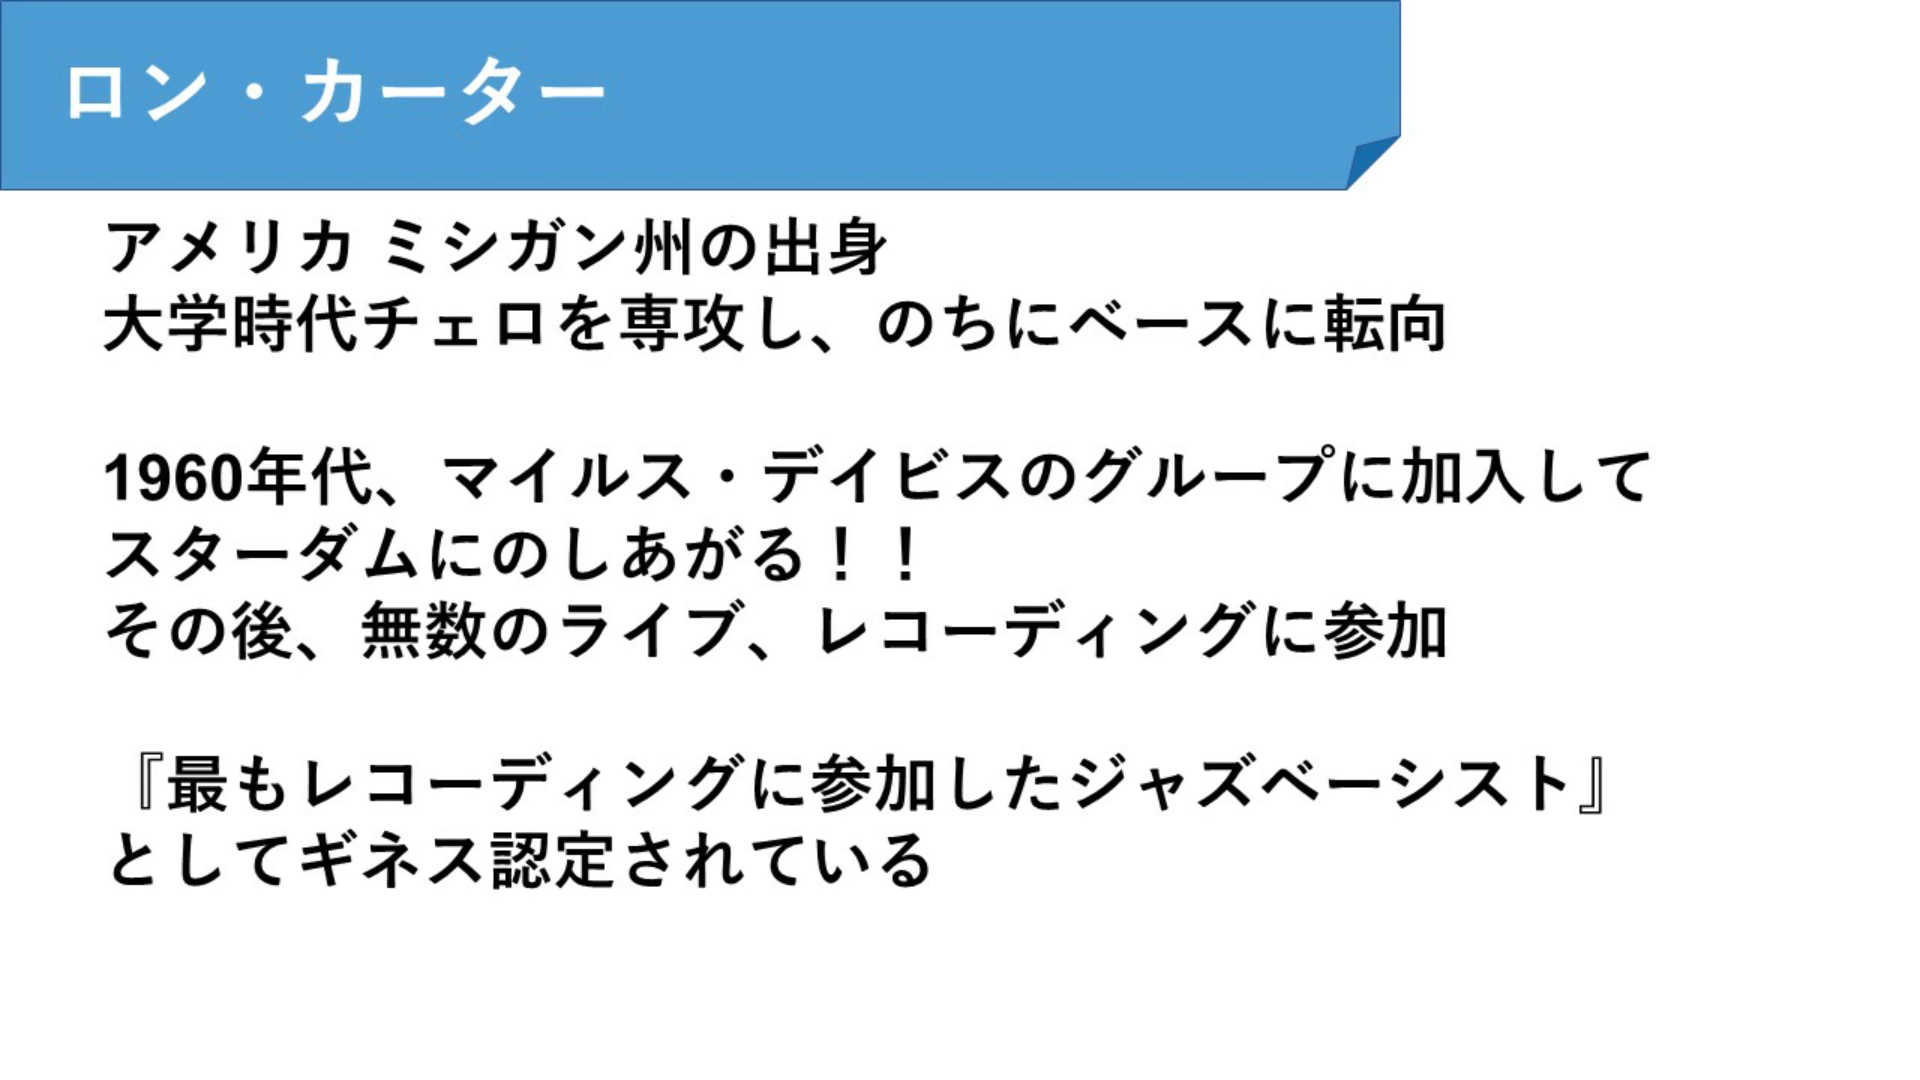 ロン・カーター
アメリカ ミシガン州の出身
大学時代チェロを専攻し、のちにベースに転向
1960年代、マイルス・デイビスのグループに加入して
スターダムにのしあがる！！
その後、無数のライブ、レコーディングに参加
『最もレコーディングに参加したジャズベーシスト』
としてギネス認定されている